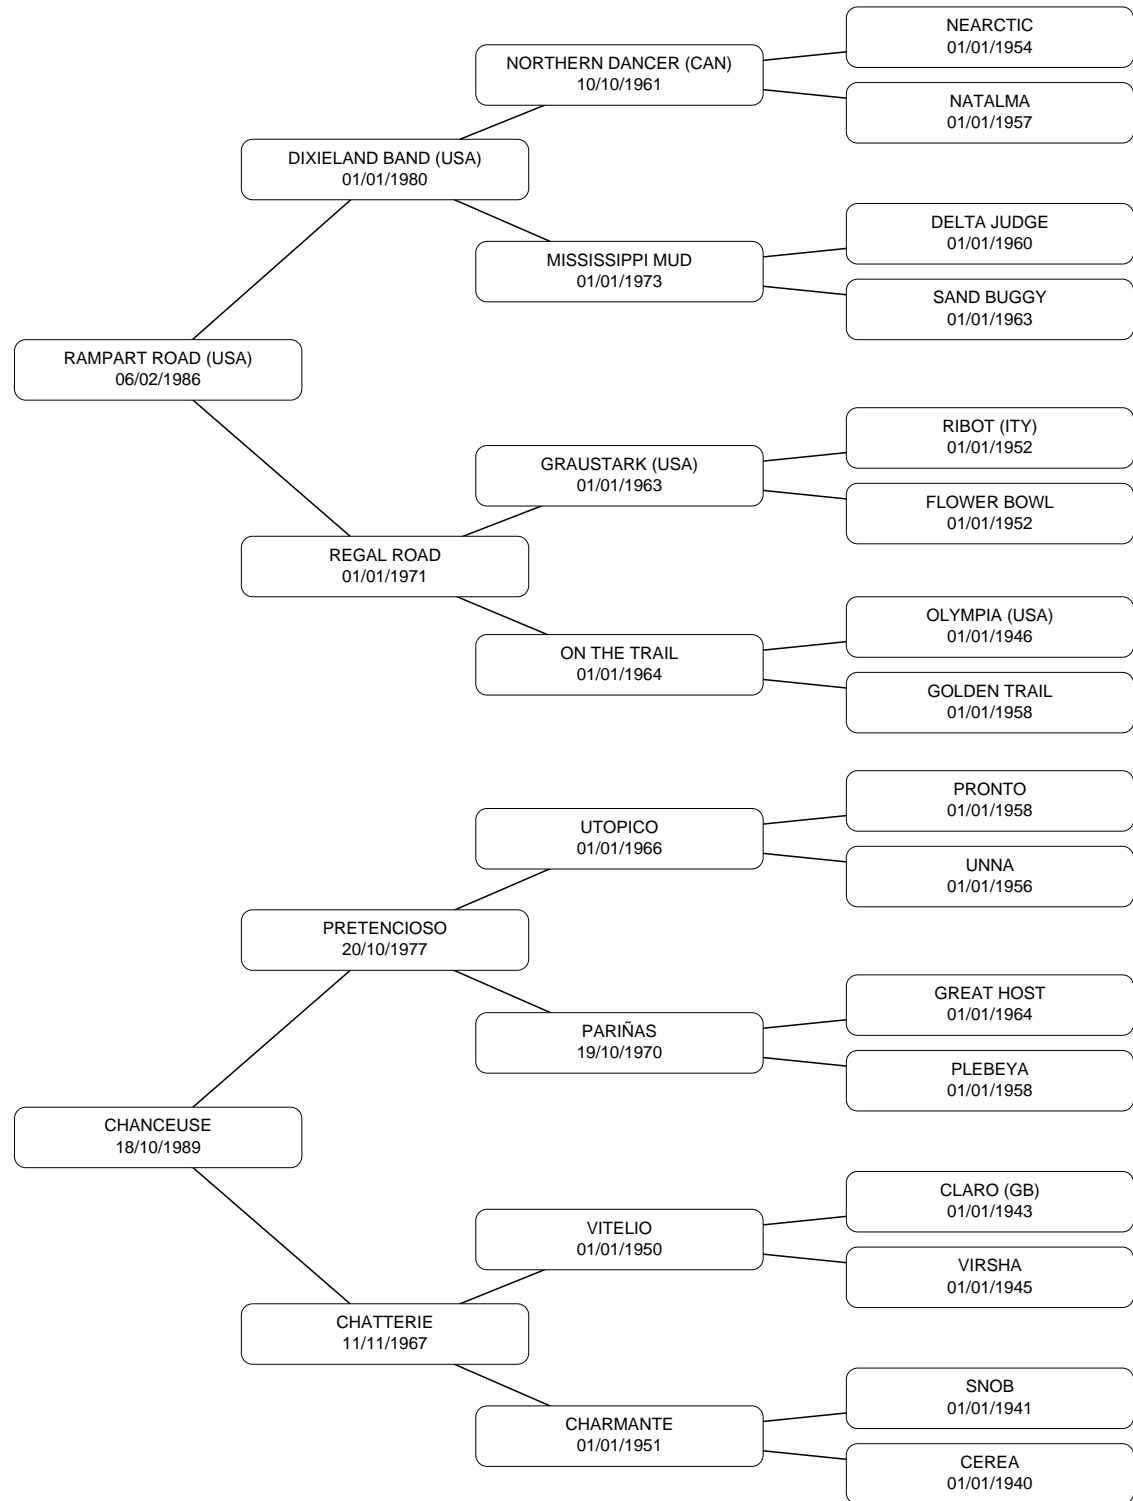 NEARCTIC
01/01/1954
NORTHERN DANCER (CAN)
10/10/1961
NATALMA
01/01/1957
DIXIELAND BAND (USA)
01/01/1980
DELTA JUDGE
01/01/1960
MISSISSIPPI MUD
01/01/1973
SAND BUGGY
01/01/1963
RAMPART ROAD (USA)
06/02/1986
RIBOT (ITY)
01/01/1952
GRAUSTARK (USA)
01/01/1963
FLOWER BOWL
01/01/1952
REGAL ROAD
01/01/1971
OLYMPIA (USA)
01/01/1946
ON THE TRAIL
01/01/1964
GOLDEN TRAIL
01/01/1958
PRONTO
01/01/1958
UTOPICO
01/01/1966
UNNA
01/01/1956
PRETENCIOSO
20/10/1977
GREAT HOST
01/01/1964
PARIÑAS
19/10/1970
PLEBEYA
01/01/1958
CHANCEUSE
18/10/1989
CLARO (GB)
01/01/1943
VITELIO
01/01/1950
VIRSHA
01/01/1945
CHATTERIE
11/11/1967
SNOB
01/01/1941
CHARMANTE
01/01/1951
CEREA
01/01/1940